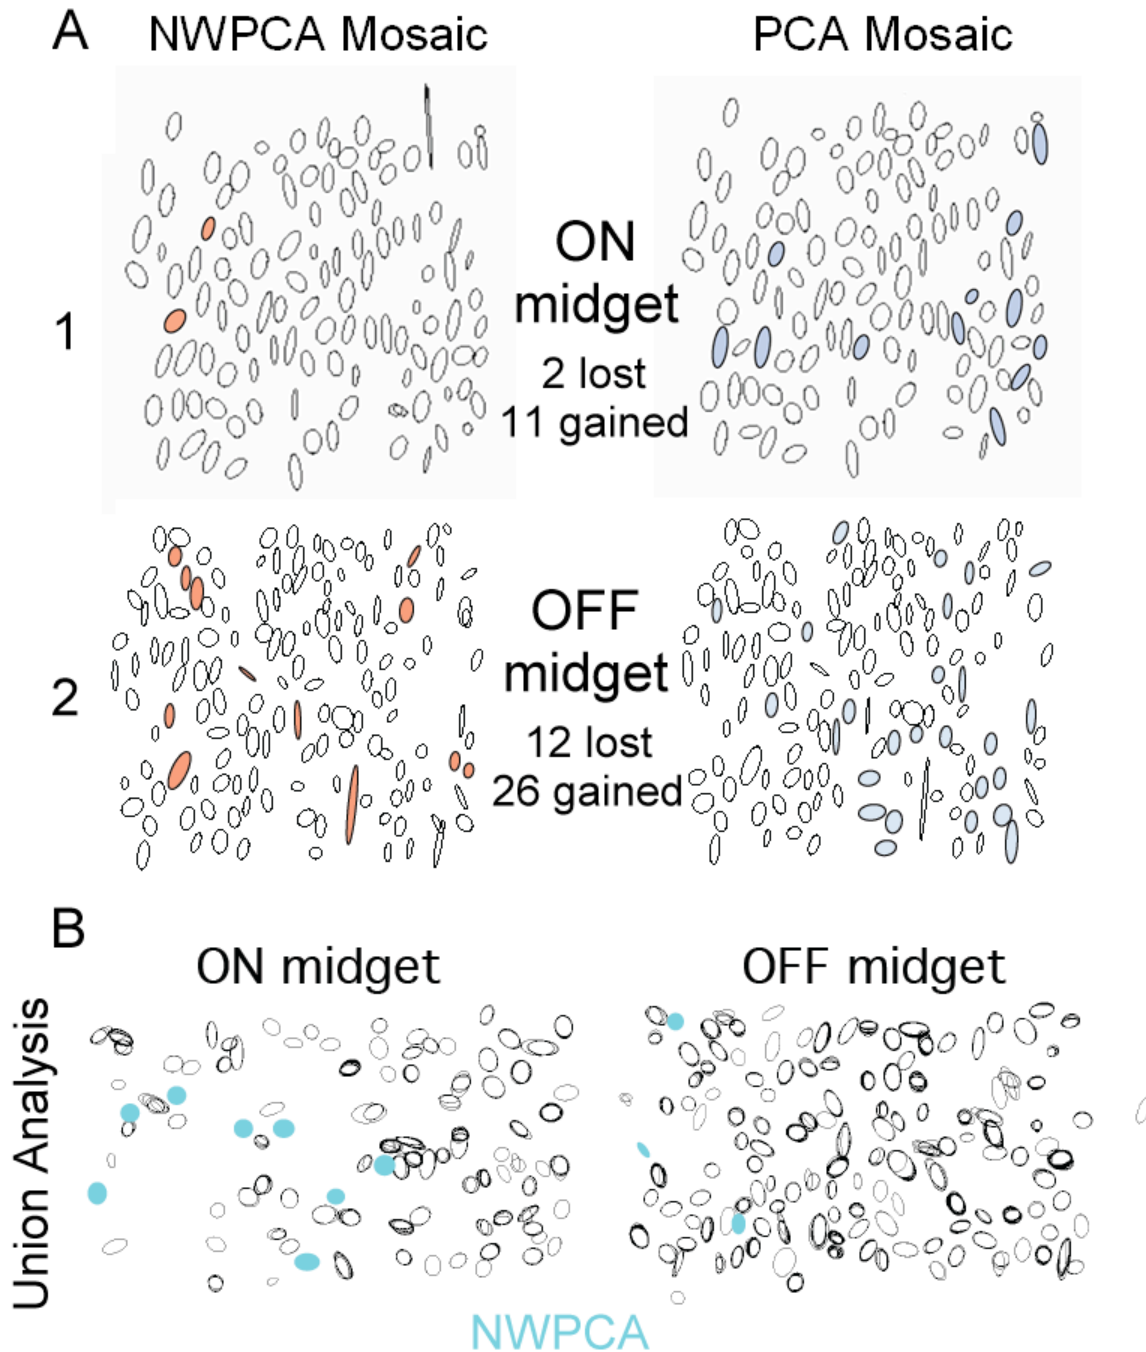 A
NWPCA Mosaic
PCA Mosaic
1
ON
midget
2 lost
11 gained
2
OFF
midget
12 lost
26 gained
B
ON midget
OFF midget
Union Analysis
NWPCA